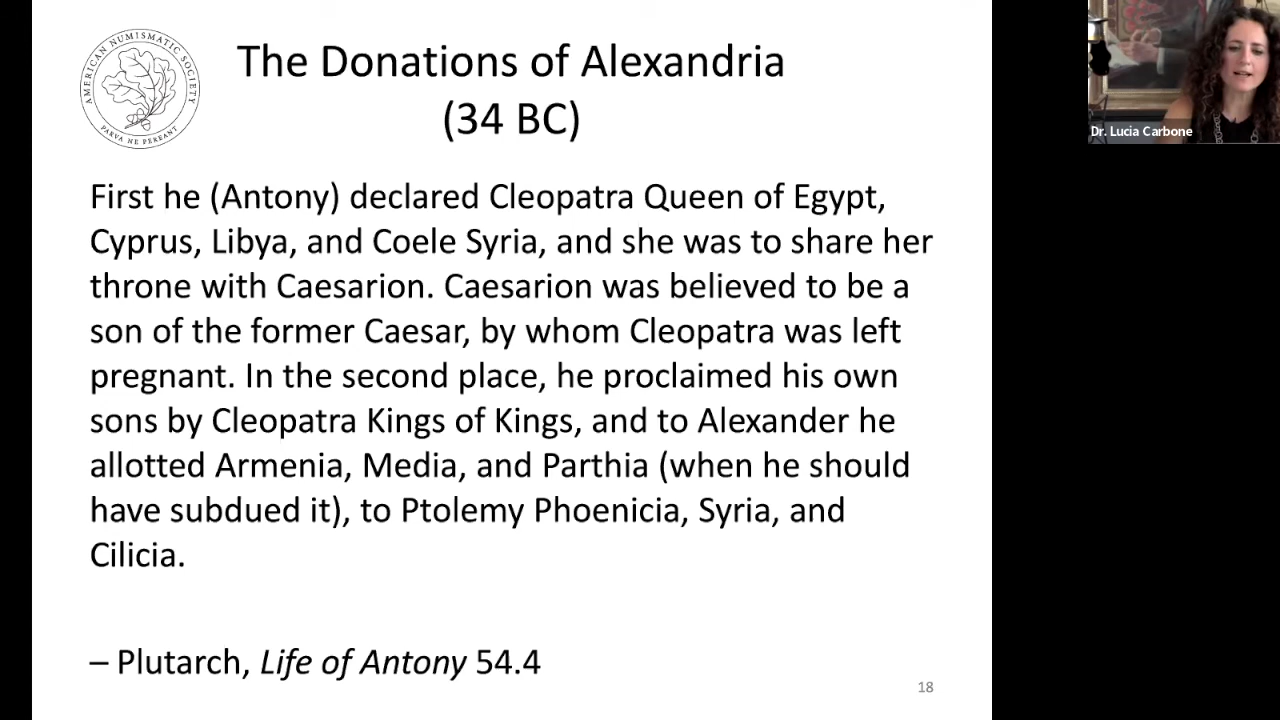 AMERICAN NUMISMATIC SOCIETY
PARVA NE PEREANT
The Donations of Alexandria
(34 BC)
First he (Antony) declared Cleopatra Queen of Egypt,
Cyprus, Libya, and Coele Syria, and she was to share her
throne with Caesarion. Caesarion was believed to be a
son of the former Caesar, by whom Cleopatra was left
pregnant. In the second place, he proclaimed his own
sons by Cleopatra Kings of Kings, and to Alexander he
allotted Armenia, Media, and Parthia (when he should
have subdued it), to Ptolemy Phoenicia, Syria, and
Cilicia.
– Plutarch, Life of Antony 54.4
18
Dr. Lucia Carbone